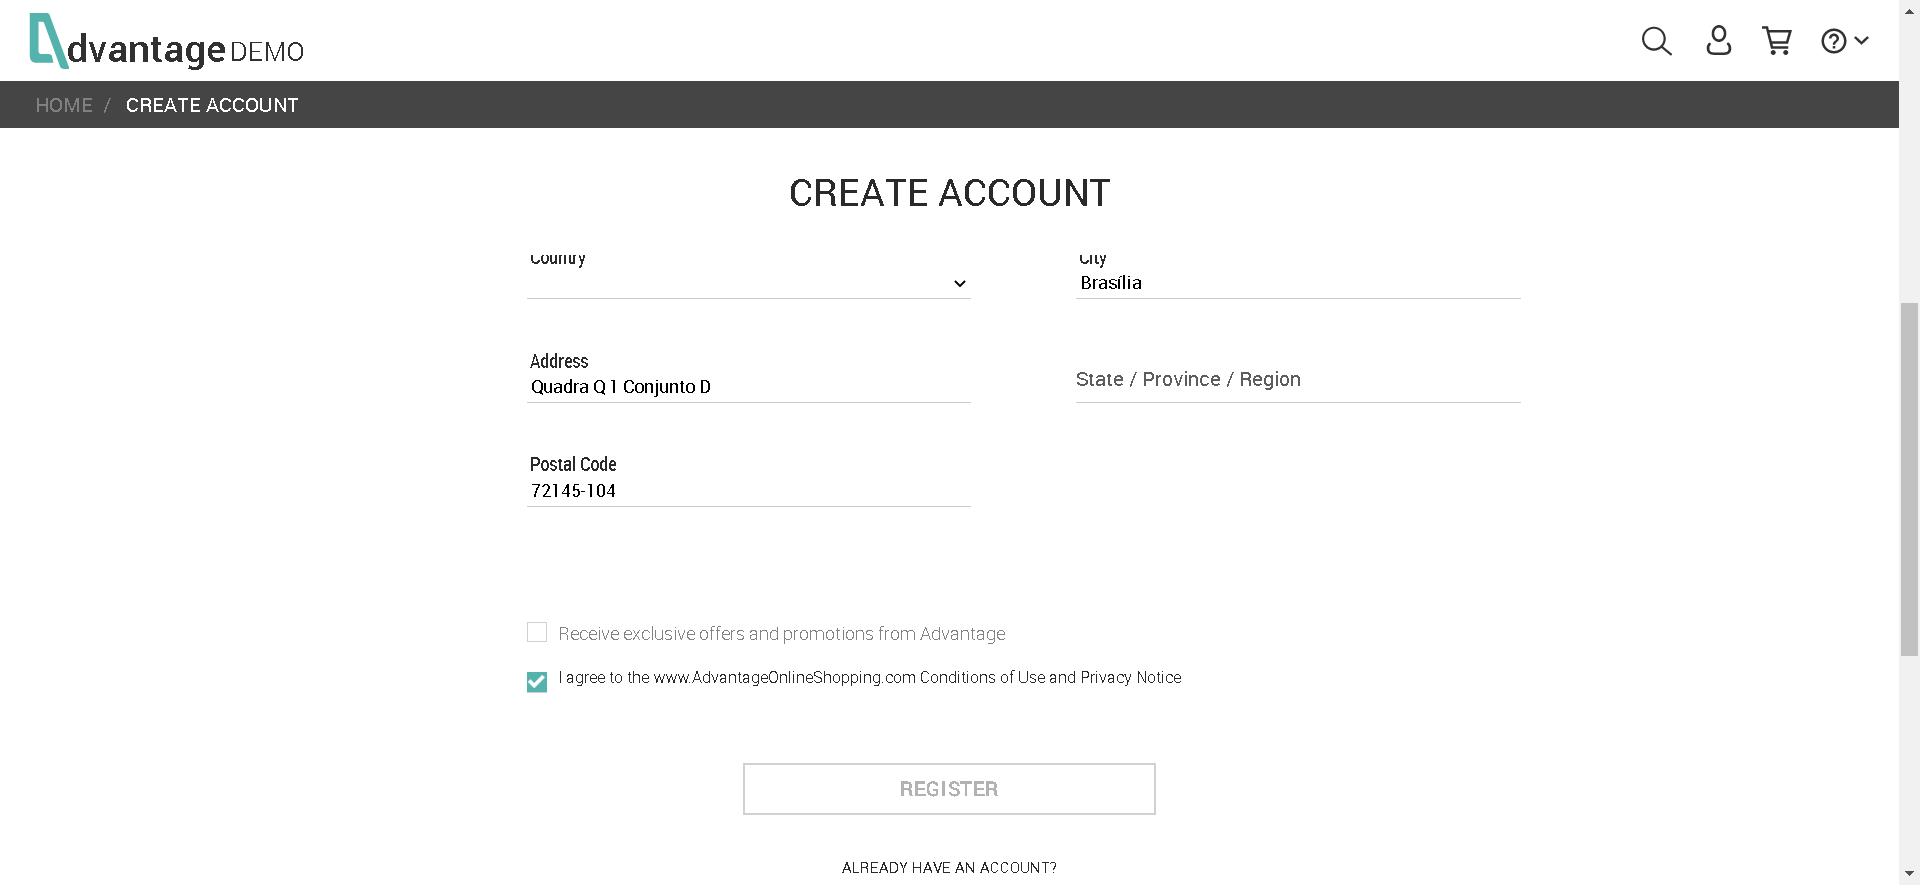 dvantage DEMO
HOME / CREATE ACCOUNT
CREATE ACCOUNT
Country
City
Brasília
Address
Quadra Q 1 Conjunto D
State / Province / Region
Postal Code
72145-104
Receive exclusive offers and promotions from Advantage
I agree to the www.AdvantageOnlineShopping.com Conditions of Use and Privacy Notice
REGISTER
ALREADY HAVE AN ACCOUNT?